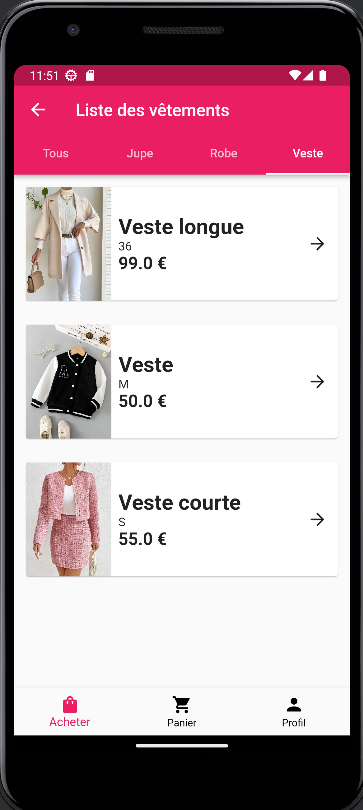 11:51
Liste des vêtements
Tous Jupe Robe Veste
Veste longue
36
99.0 €
Veste
M
50.0 €
Veste courte
S
55.0 €
Acheter Panier Profil